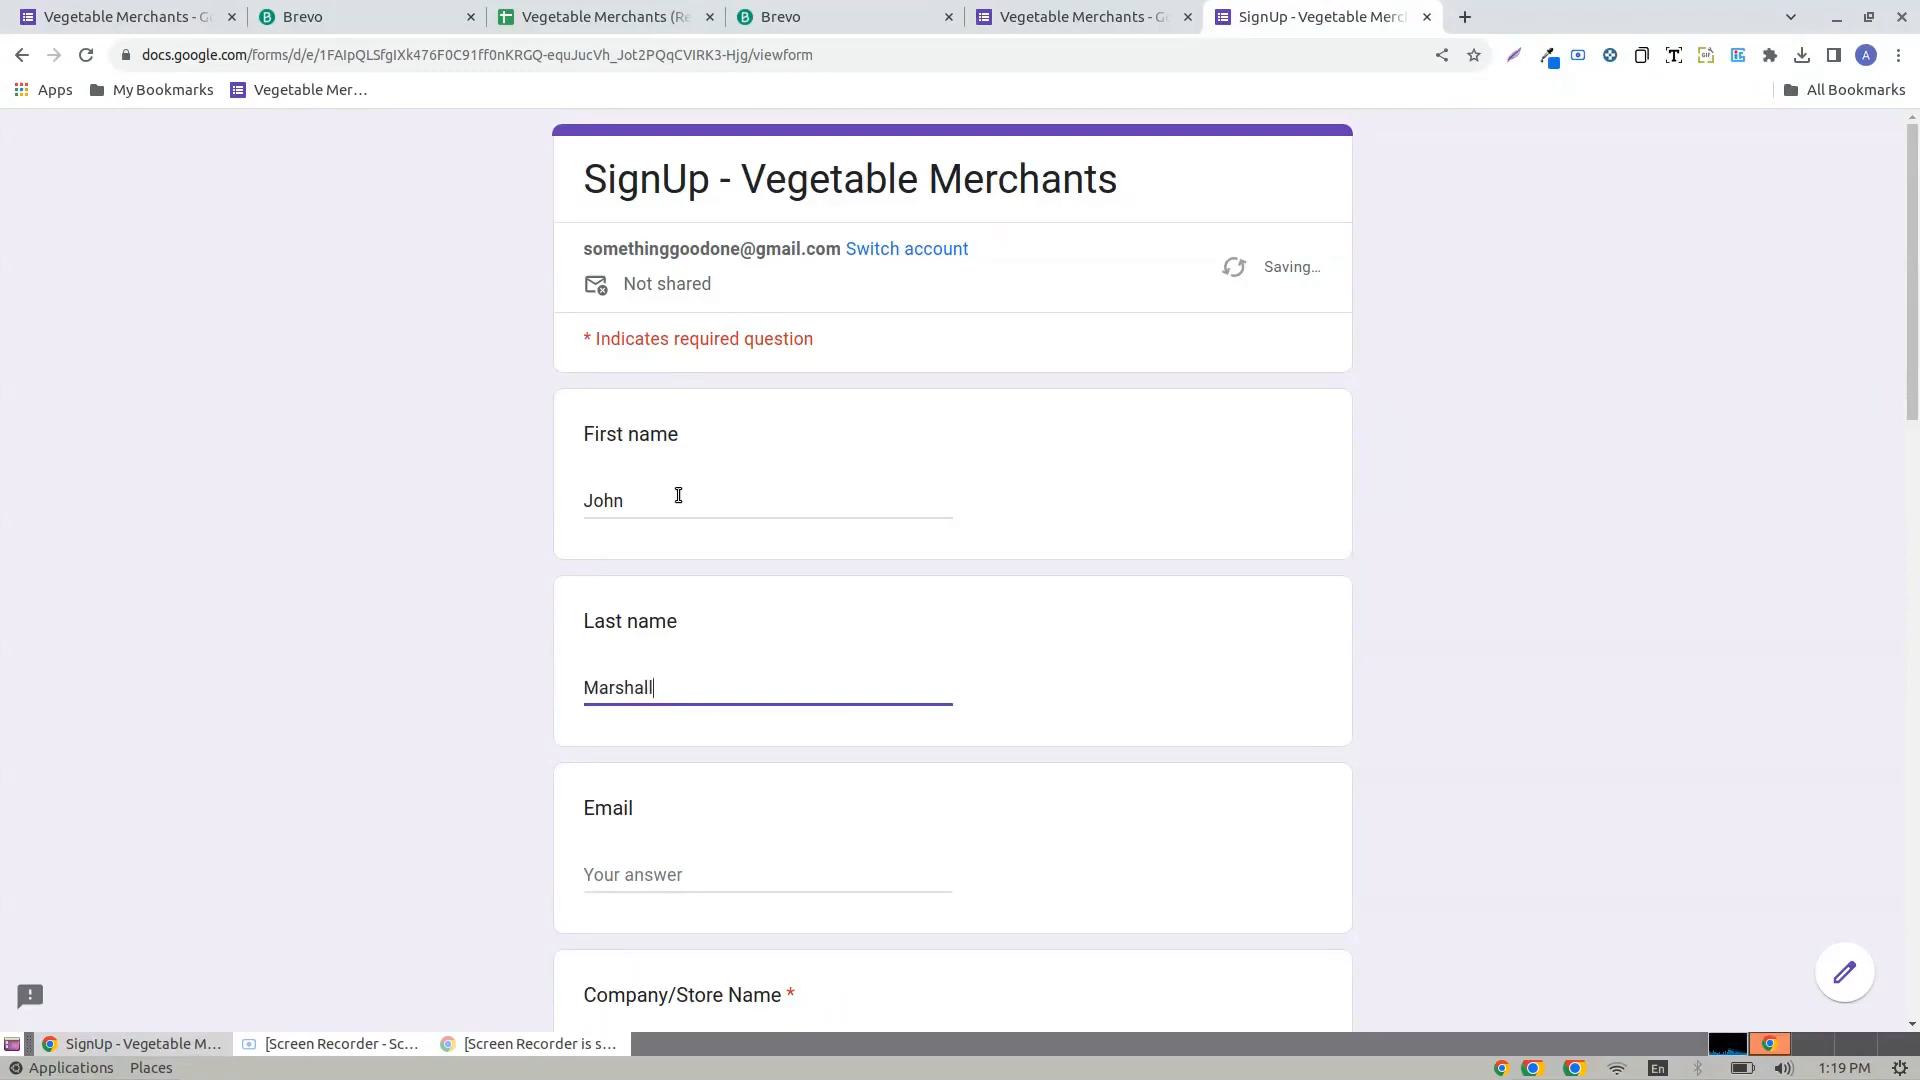 Vegetable Merchants - G
Brevo
Vegetable Merchants (Re
Brevo
Vegetable Merchants - G
SignUp - Vegetable Merc
docs.google.com/forms/d/e/1FAIpQLSfgIXk476F0C91ff0nKRGQ-equJucVh_Jot2PQqCVIRK3-Hjg/viewform
A
Apps
My Bookmarks
Vegetable Mer...
All Bookmarks
SignUp - Vegetable Merchants
somethinggoodone@gmail.com Switch account
Saving...
Not shared
* Indicates required question
First name
John
Last name
Marshall
Email
Your answer
Company/Store Name *
SignUp - Vegetable M...
[Screen Recorder - Sc...
[Screen Recorder is s...
Applications
Places
En
1:19 PM